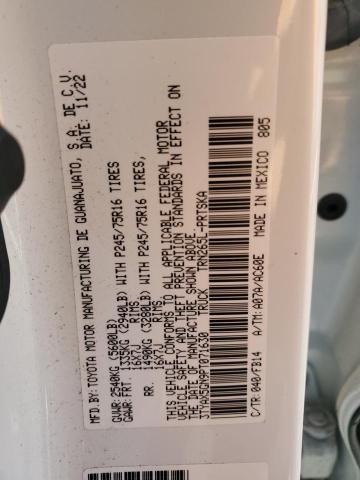 MFD.BY: TOYOTA MOTOR MANUFACTURING DE GUANAJUATO, S.A. DE C.V.
DATE: 11/22
GVWR: 2540KG (5600LB)
GAWR: FRT. 1335KG (2940LB) WITH P245/75R16 TIRES
16X7J RIMS,
RR. 1490KG (3280LB) WITH P245/75R16 TIRES,
16X7J RIMS,
THIS VEHICLE CONFORMS TO ALL APPLICABLE FEDERAL MOTOR
VEHICLE SAFETY AND THEFT PREVENTION STANDARDS IN EFFECT ON
THE DATE OF MANUFACTURE SHOWN ABOVE.
3TYAX5GN9PT071630 TRUCK TRN265L-PRTSKA
C/TR: 040/FB14 A/TM: A07A/AC60E
MADE IN MEXICO 805